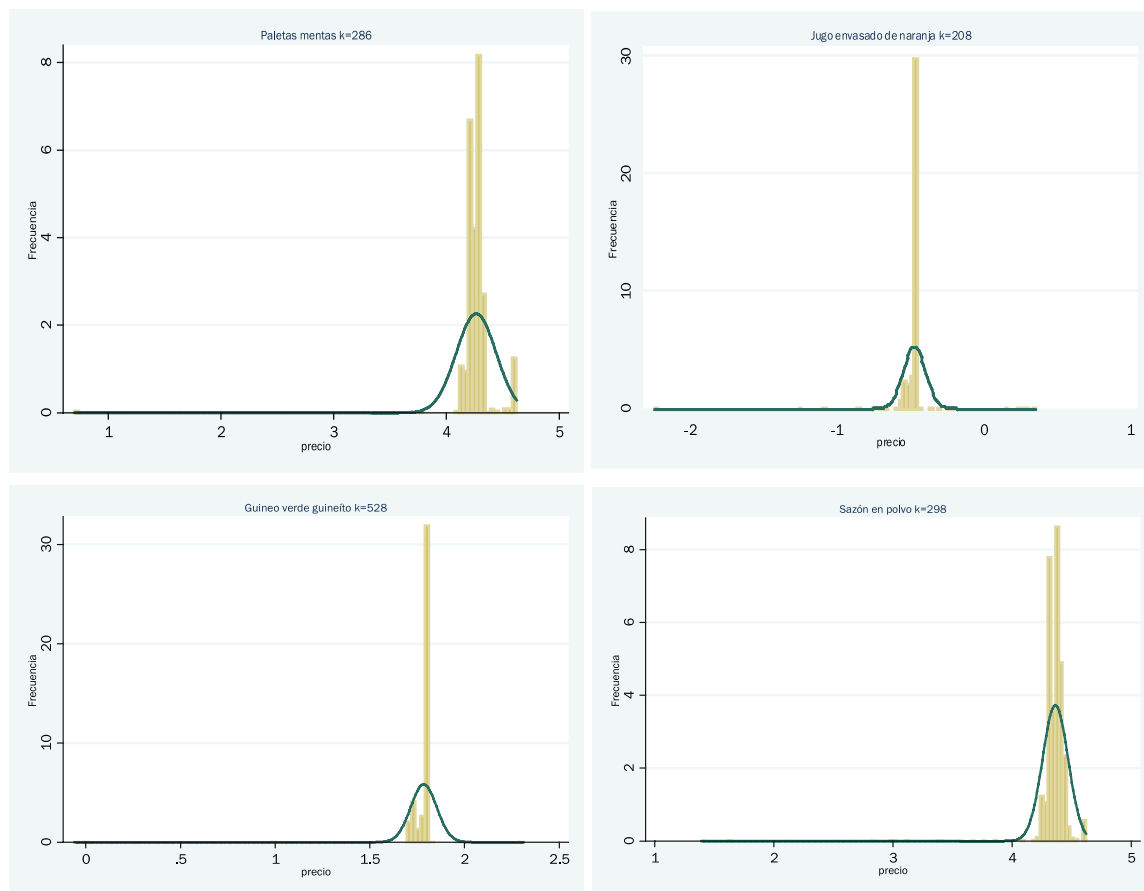 Paletas mentas k=286
Frecuencia
8
6
4
2
0
1 2 3 4 5
precio
Jugo envasado de naranja k=208
Frecuencia
30
20
10
0
-2 -1 0 1
precio
Guineo verde guineíto k=528
Frecuencia
30
20
10
0
0 .5 1 1.5 2 2.5
precio
Sazón en polvo k=298
Frecuencia
8
6
4
2
0
1 2 3 4 5
precio